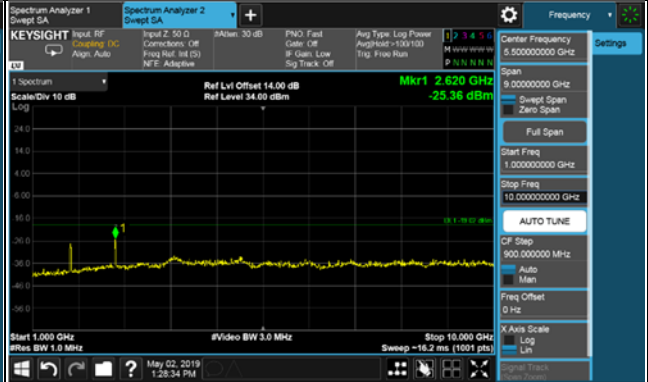 Spectrum Analyzer 1
Swept SA
Spectrum Analyzer 2
Swept SA
+
Frequency
KEYSIGHT
Input: RF
Coupling: DC
Align: Auto
Input Z: 50 Ω
Corrections: Off
Freq Ref: Int (S)
NFE: Adaptive
#Atten: 30 dB
PNO: Fast
Gate: Off
IF Gain: Low
Sig Track: Off
Avg Type: Log Power
Avg|Hold:>100/100
Trig: Free Run
1 2 3 4 5 6
M W W W W W
P N N N N N
LXI
1 Spectrum
Scale/Div 10 dB
Log
Ref Lvl Offset 14.00 dB
Ref Level 34.00 dBm
Mkr1 2.620 GHz
-25.36 dBm
24.0
14.0
4.00
-6.00
-16.0
-26.0
-36.0
-46.0
-56.0
1
Start 1.000 GHz
#Res BW 1.0 MHz
#Video BW 3.0 MHz
Stop 10.000 GHz
Sweep ~16.2 ms (1001 pts)
?
May 02, 2019
1:28:34 PM
Center Frequency
5.500000000 GHz
Settings
Span
9.00000000 GHz
Swept Span
Zero Span
Full Span
Start Freq
1.000000000 GHz
Stop Freq
10.000000000 GHz
AUTO TUNE
CF Step
900.000000 MHz
Auto
Man
Freq Offset
0 Hz
X Axis Scale
Log
Lin
Signal Track
(Span Zoom)